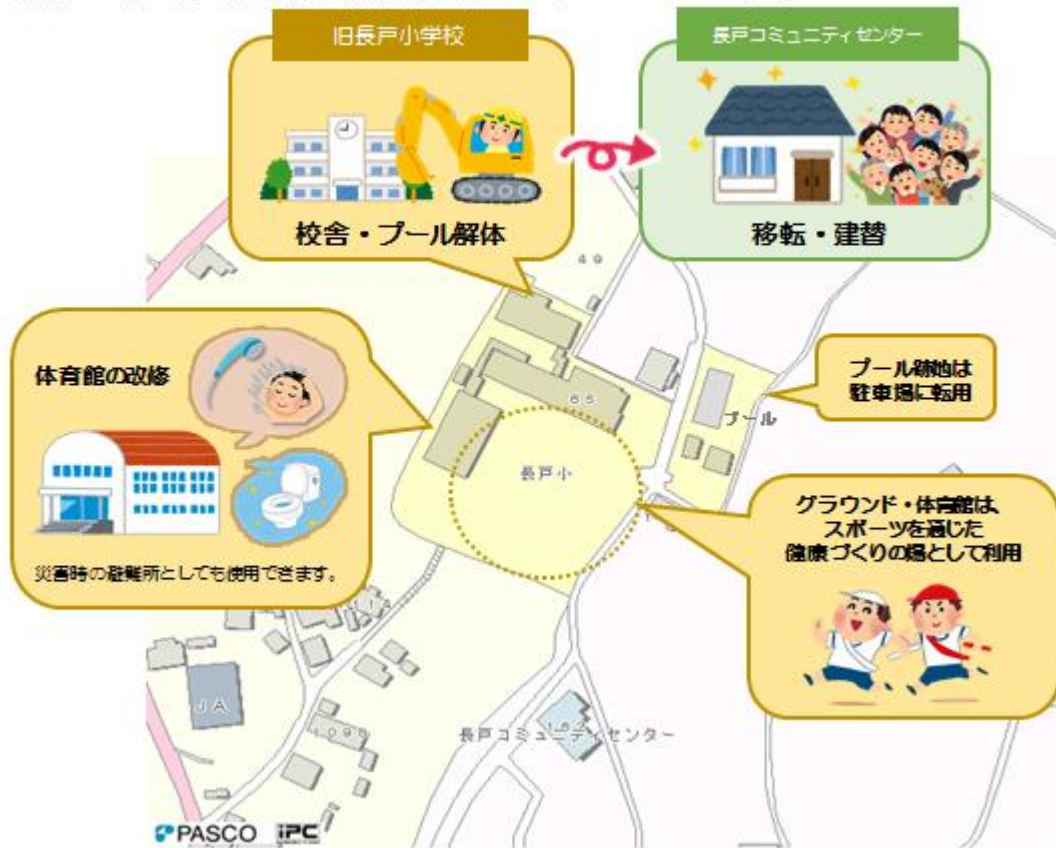 旧長戸小学校
長戸コミュニティセンター
校舎・プール解体
移転・建替
49
体育館の改修
災害時の避難所としても使用できます。
プール跡地は
駐車場に転用
65
プール
長戸小
グラウンド・体育館は、
スポーツを通じた
健康づくりの場として利用
JA
1090
162
長戸コミュニティセンター
PASCO iPC